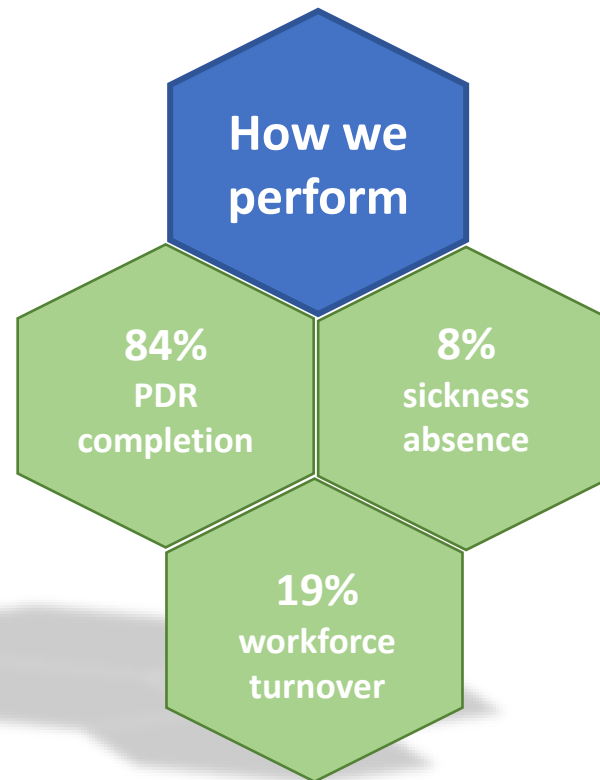 How we
perform
84%
PDR
completion
8%
sickness
absence
19%
workforce
turnover